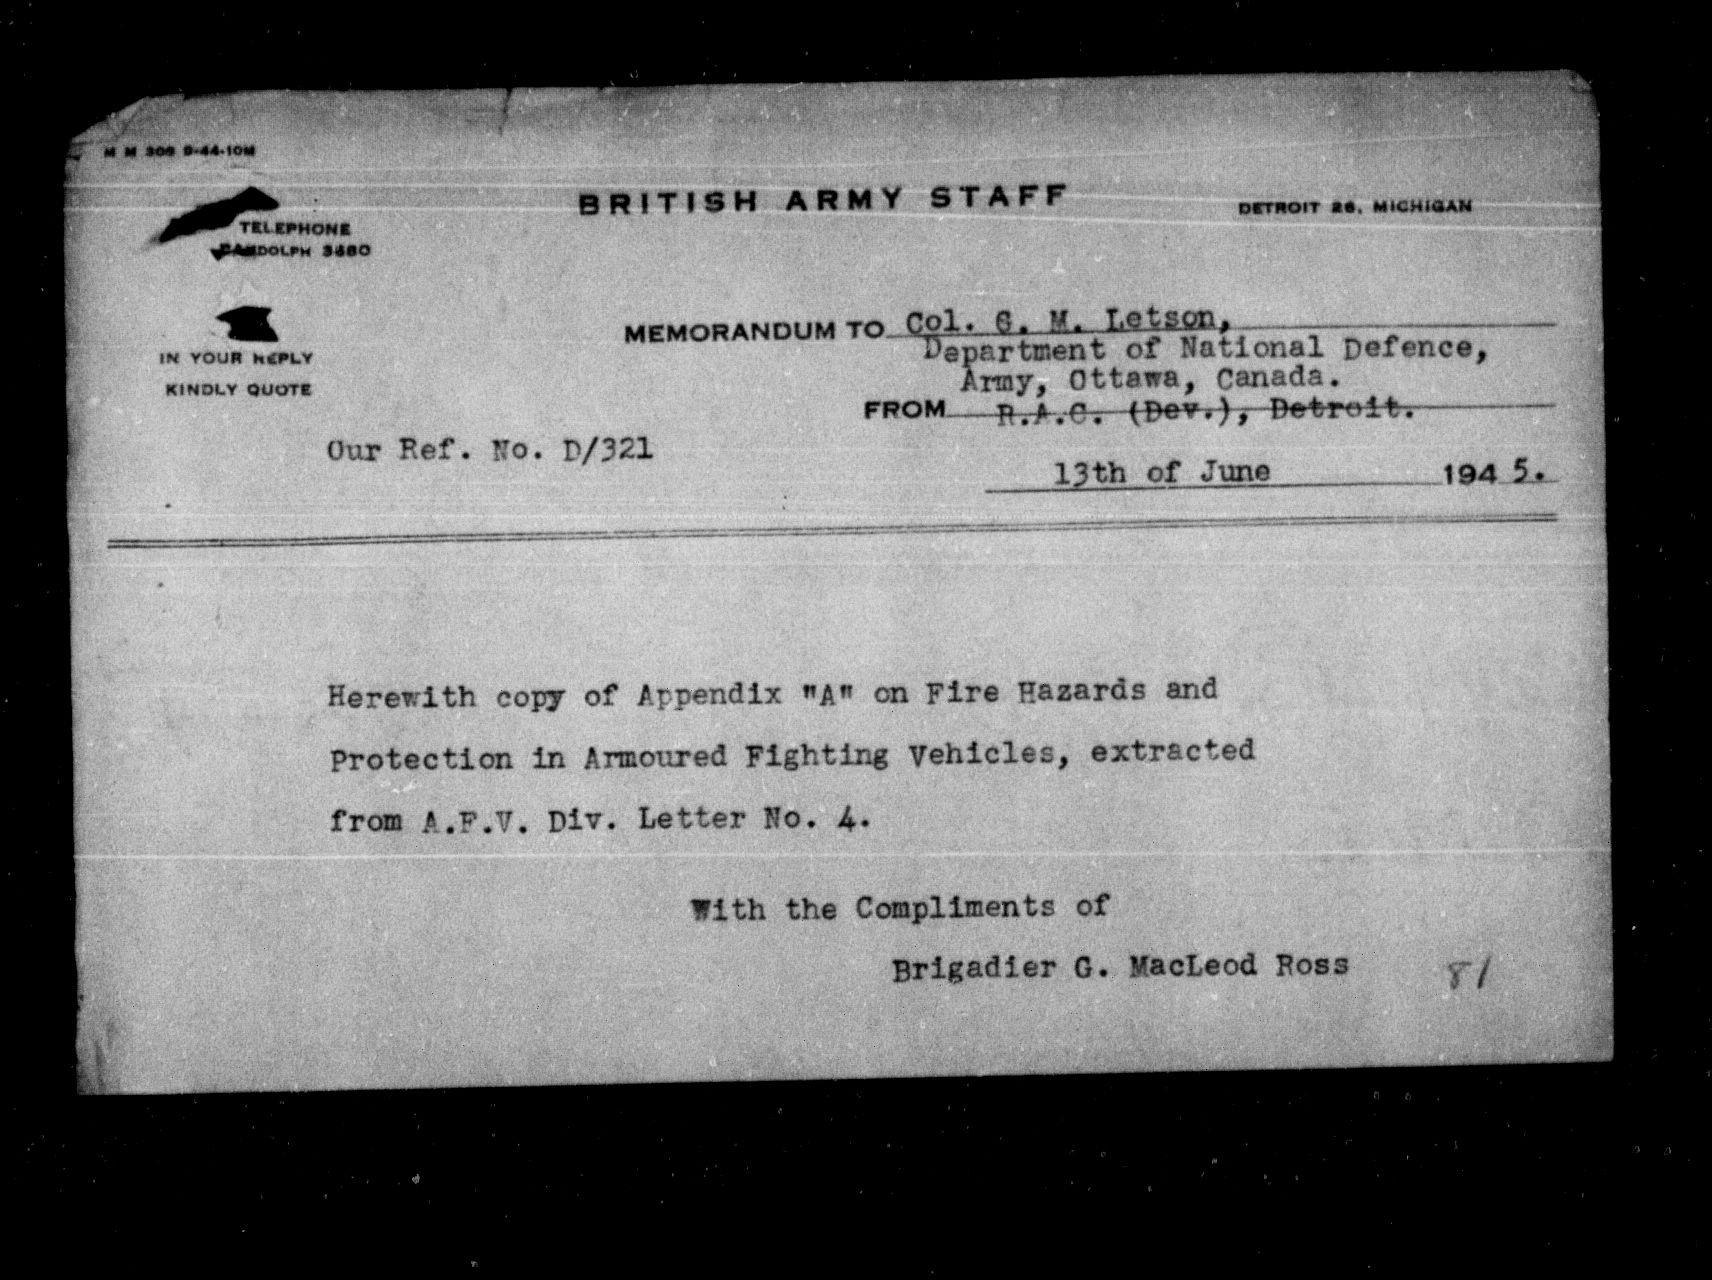 M M 306 9-44-10M
BRITISH ARMY STAFF
DETROIT 26, MICHIGAN
TELEPHONE
RANDOLPH 3680
MEMORANDUM TO Col. G. M. Letson,
Department of National Defence,
Army, Ottawa, Canada.
IN YOUR REPLY
KINDLY QUOTE
FROM R.A.C. (Dev.), Detroit.
Our Ref. No. D/321
13th of June 1945.
Herewith copy of Appendix "A" on Fire Hazards and
Protection in Armoured Fighting Vehicles, extracted
from A.F.V. Div. Letter No. 4.
With the Compliments of
Brigadier G. MacLeod Ross
81